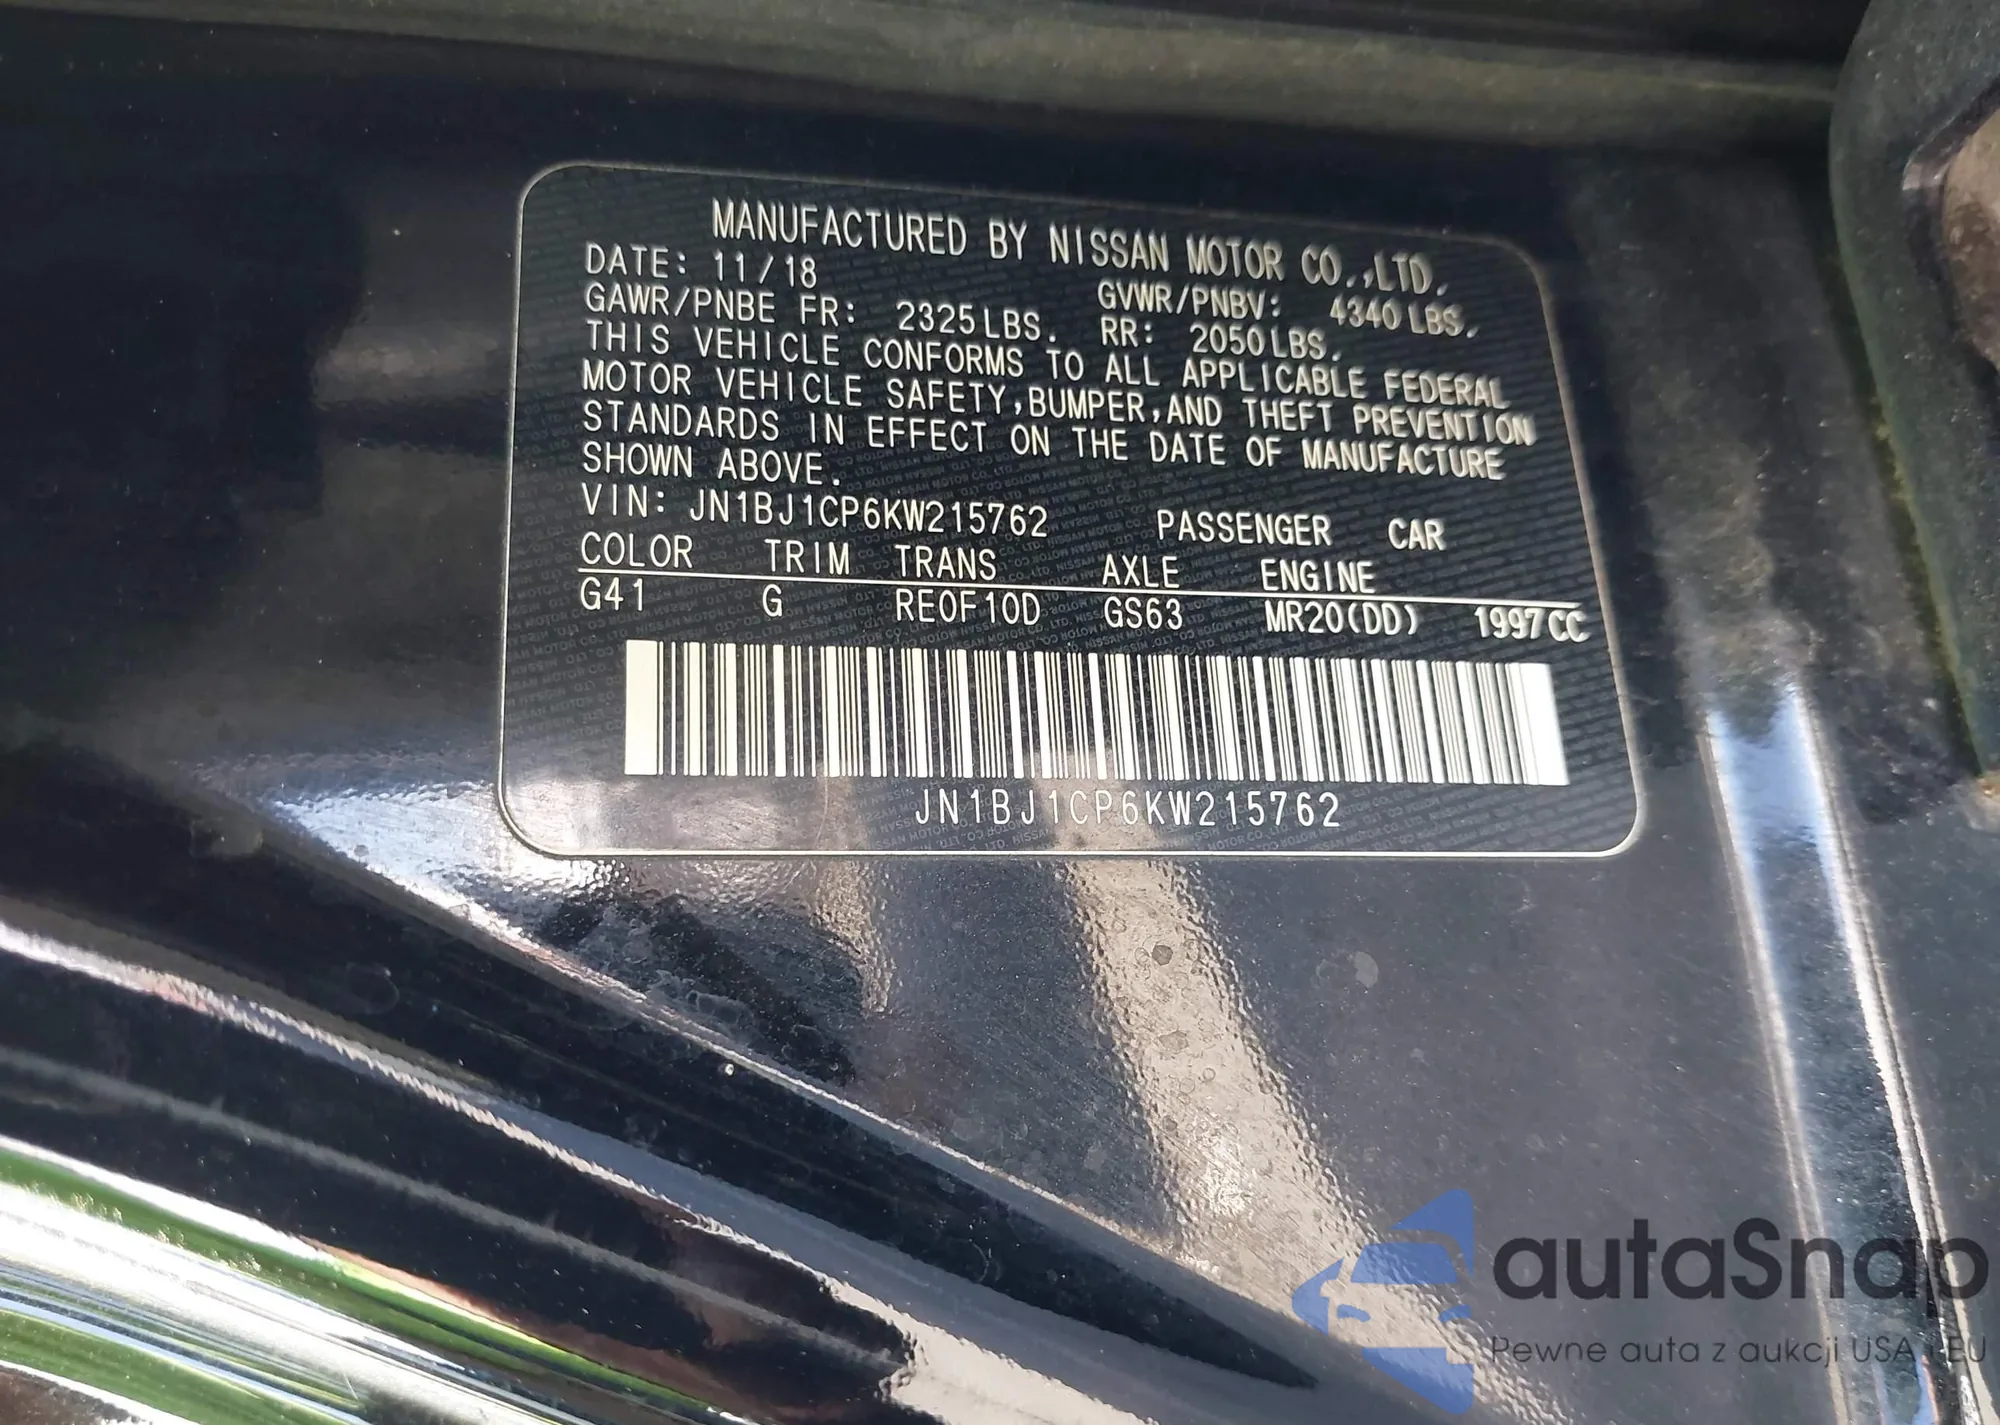 MANUFACTURED BY NISSAN MOTOR CO.,LTD.
DATE: 11/18 GVWR/PNBV: 4340 LBS.
GAWR/PNBE FR: 2325LBS. RR: 2050LBS.
THIS VEHICLE CONFORMS TO ALL APPLICABLE FEDERAL
MOTOR VEHICLE SAFETY,BUMPER,AND THEFT PREVENTION
STANDARDS IN EFFECT ON THE DATE OF MANUFACTURE
SHOWN ABOVE.
VIN: JN1BJ1CP6KW215762 PASSENGER CAR
COLOR TRIM TRANS AXLE ENGINE
G41 G RE0F10D GS63 MR20(DD) 1997CC
JN1BJ1CP6KW215762
autaSnap
Pewne auta z aukcji USA i EU